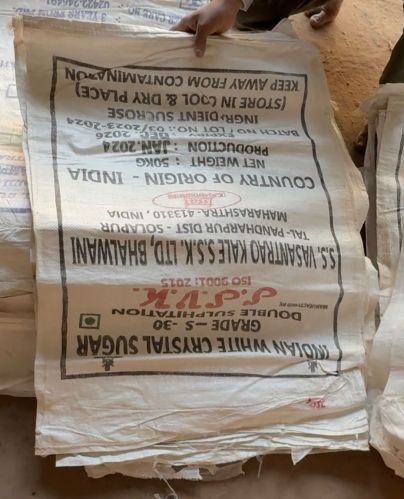 INDIAN WHITE CRYSTAL SUGAR
GRADE - S -30
DOUBLE SULPHITATION
MANUFACTURE
S.S.V.K.
ISO 9001: 2015
S.S. VASANTRAO KALE S.S.K. LTD, BHALWANI
TAL- PANDHARPUR DIST - SOLAPUR
MAHARASHTRA- 413310, INDIA
COUNTRY OF ORIGIN - INDIA
NET WEIGHT : 50KG
PRODUCTION : JAN.2024
DEC. 2026
BATCH NO / LOT NO.: 03/2023-2024
INGREDIENT SUCROSE
(STORE IN COOL & DRY PLACE)
KEEP AWAY FROM CONTAMINATION